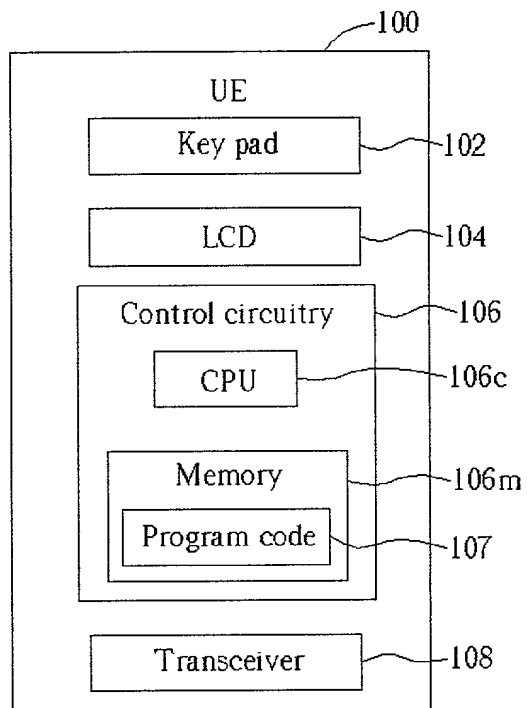 100
UE
Key pad
102
LCD
104
Control circuitry
106
CPU
106c
Memory
106m
Program code
107
Transceiver
108